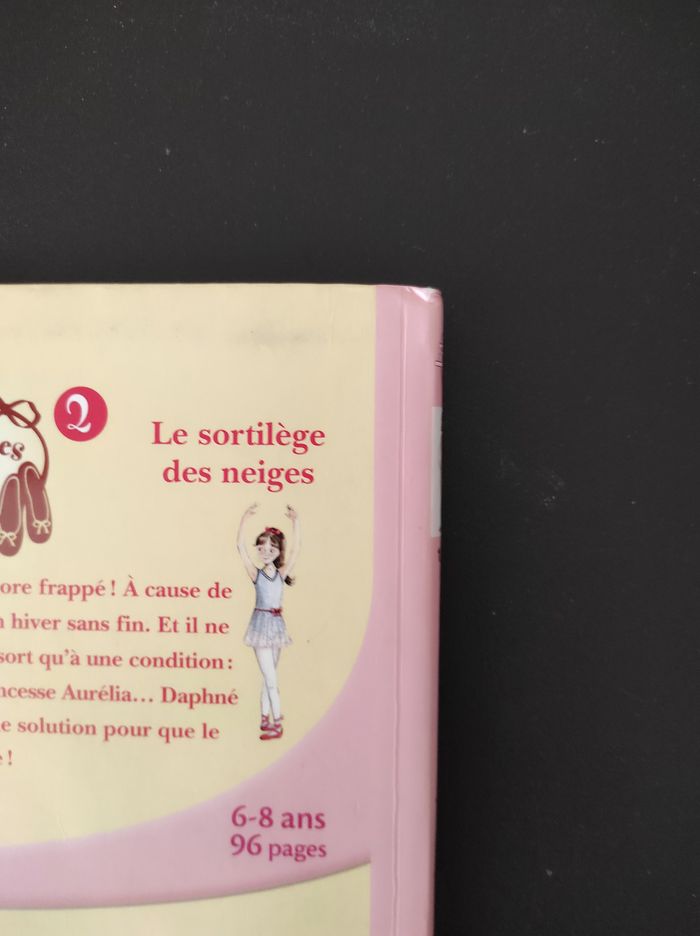 es
2
Le sortilège
des neiges
ore frappé ! À cause de
n hiver sans fin. Et il ne
sort qu'à une condition :
ncesse Aurélia... Daphné
e solution pour que le
e !
6-8 ans
96 pages